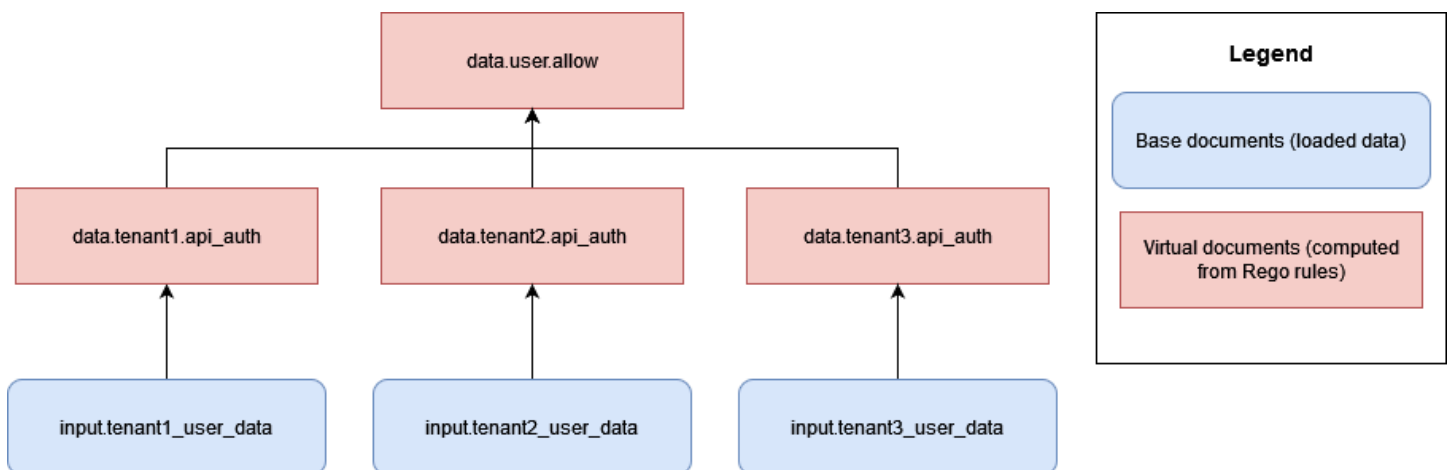 data.user.allow
Legend
Base documents (loaded data)
data.tenant1.api_auth
data.tenant2.api_auth
data.tenant3.api_auth
Virtual documents (computed
from Rego rules)
input.tenant1_user_data
input.tenant2_user_data
input.tenant3_user_data